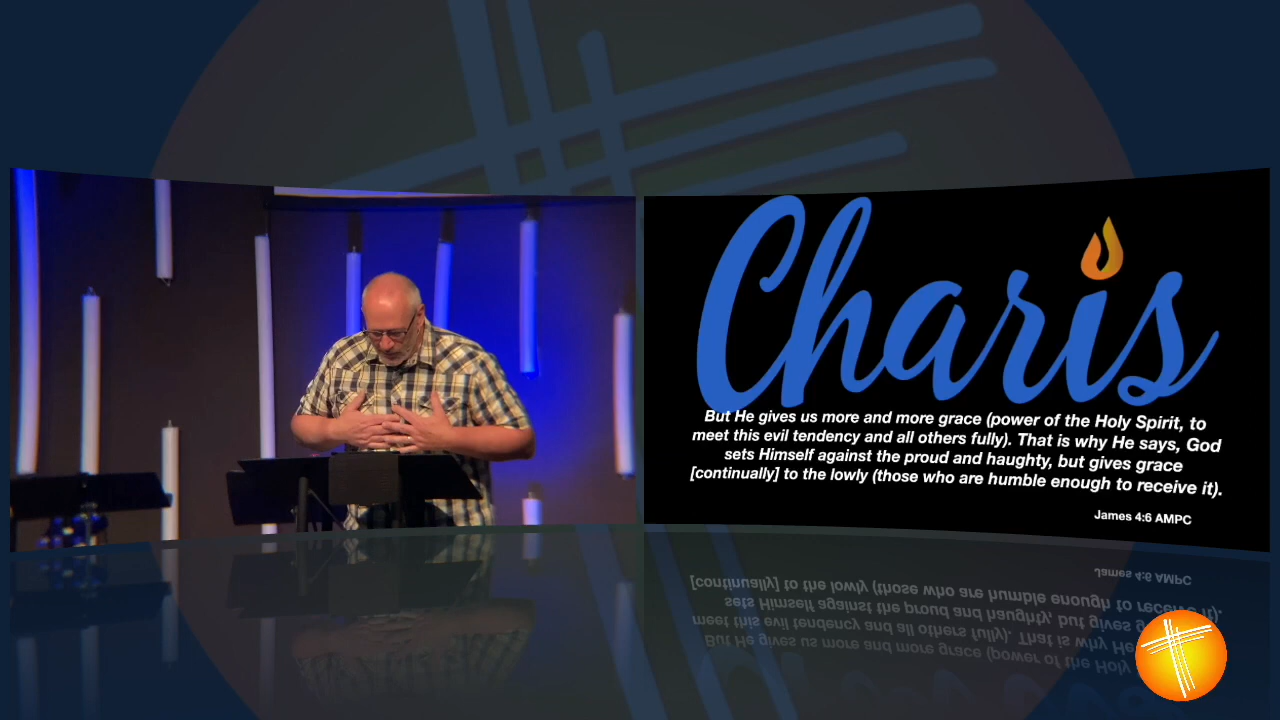 Charis
But He gives us more and more grace (power of the Holy Spirit, to
meet this evil tendency and all others fully). That is why He says, God
sets Himself against the proud and haughty, but gives grace
[continually] to the lowly (those who are humble enough to receive it).
James 4:6 AMPC